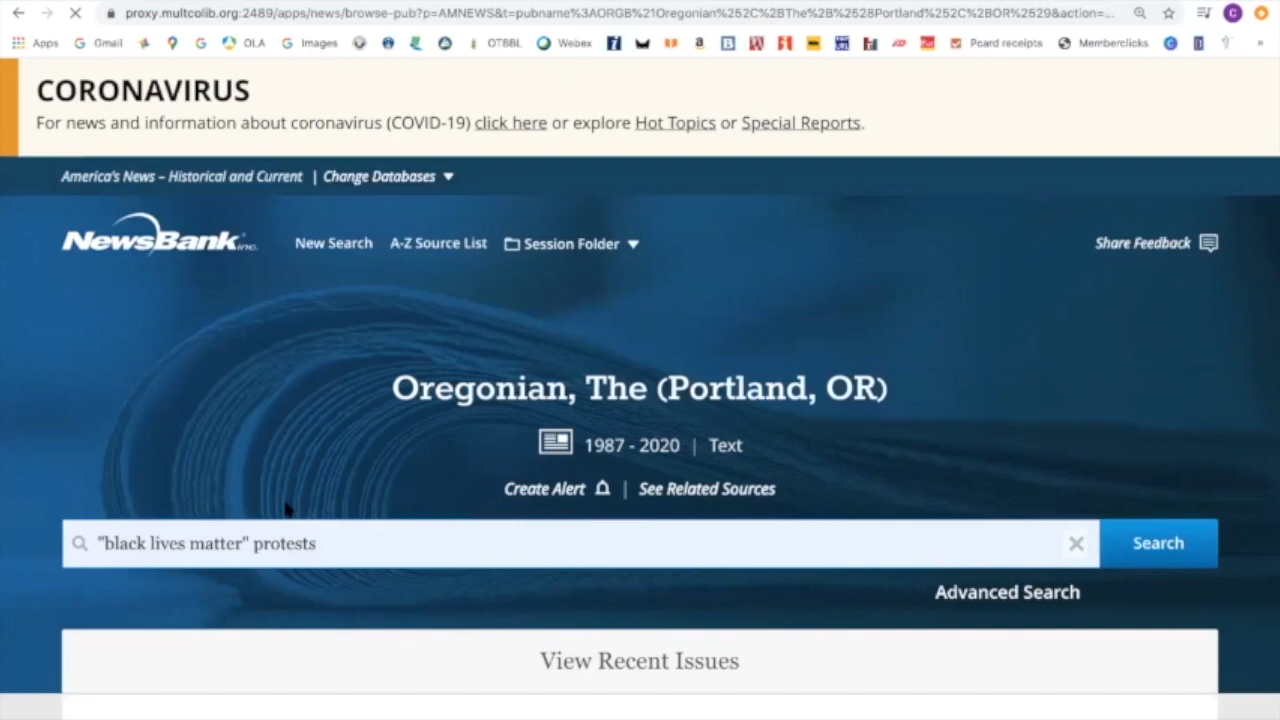 proxy.multcolib.org:2489/apps/news/browse-pub?p=AMNEWS&t=pubname%3AORGB%21Oregonian%252C%2BThe%2B%2528Portland%252C%2BOR%2529&action=...
Apps Gmail OLA Images OTBBL Webex Pcard receipts Memberclicks »
CORONAVIRUS
For news and information about coronavirus (COVID-19) click here or explore Hot Topics or Special Reports.
America's News – Historical and Current | Change Databases
NewsBank inc. New Search A-Z Source List Session Folder Share Feedback
Oregonian, The (Portland, OR)
1987 - 2020 | Text
Create Alert | See Related Sources
"black lives matter" protests Search
Advanced Search
View Recent Issues